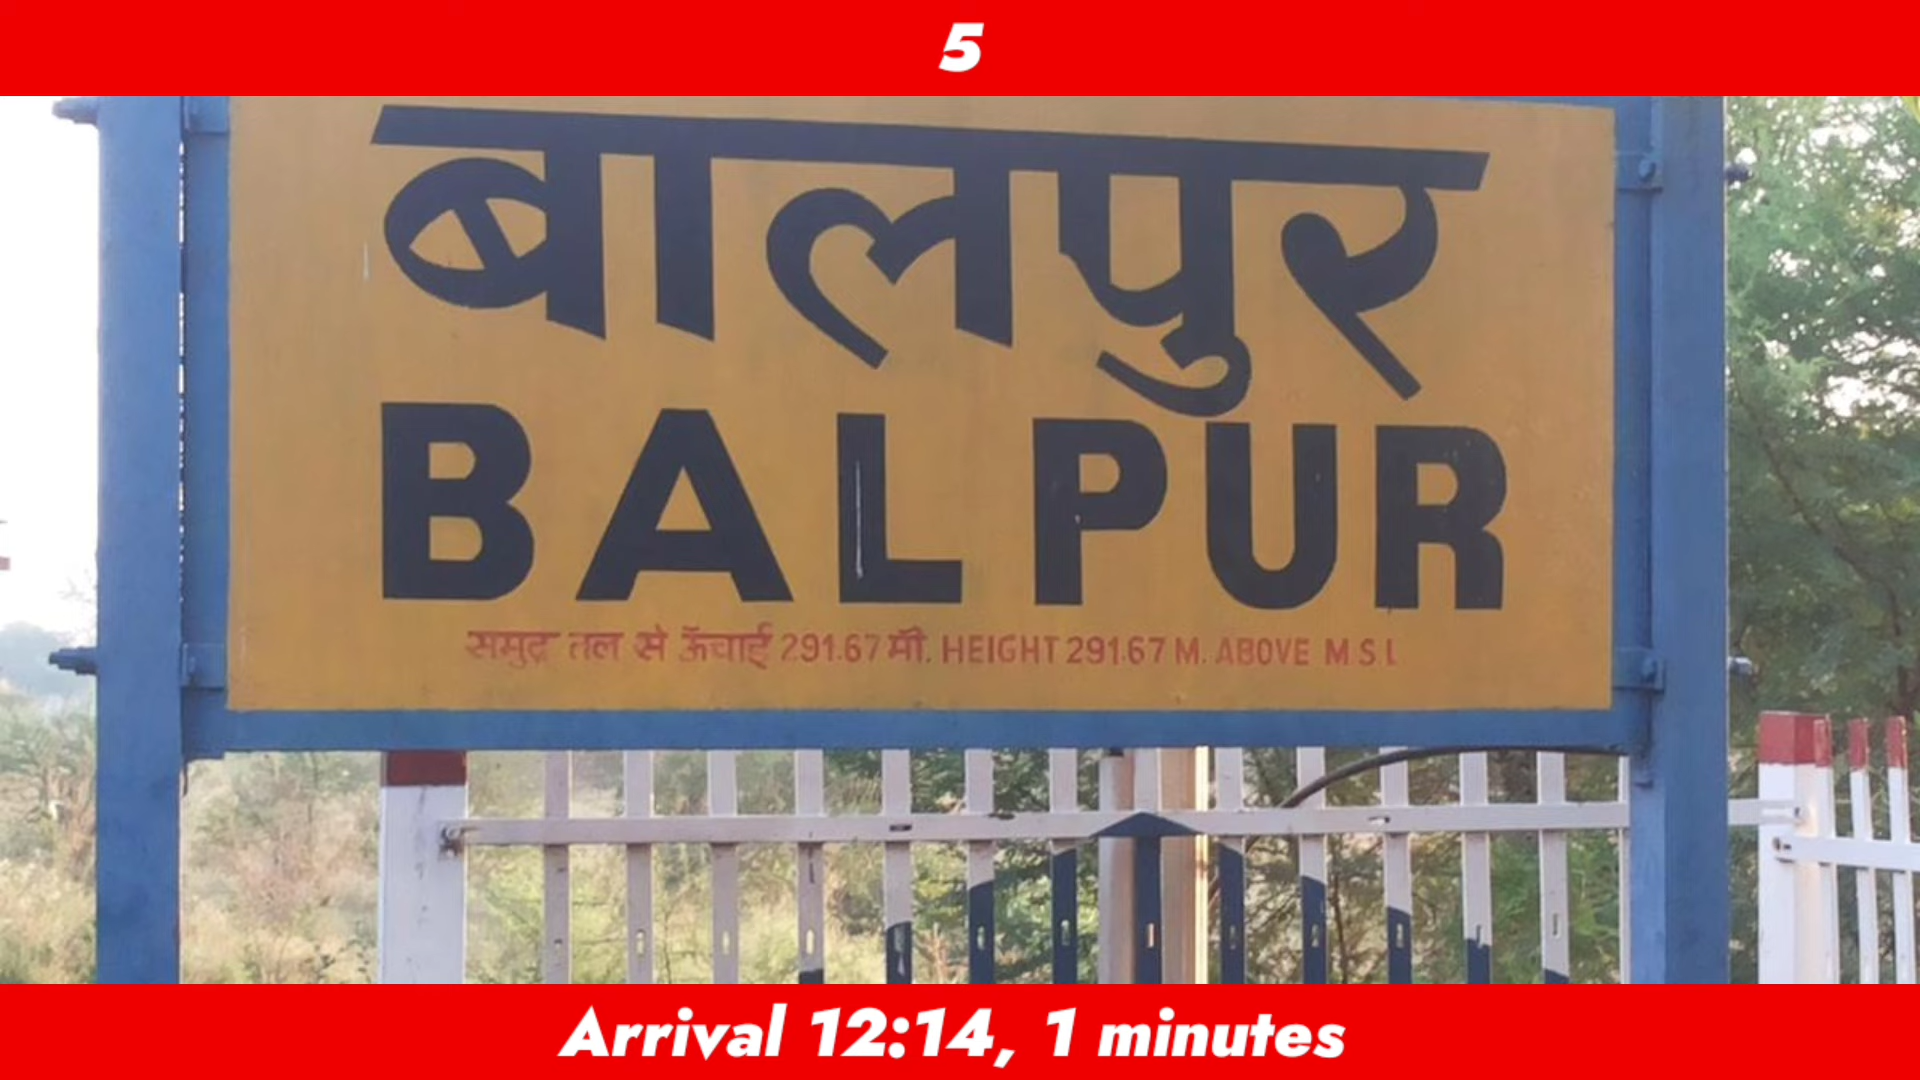 5
बालपुर
BALPUR
समुद्र तल से ऊँचाई 291.67 मी. HEIGHT 291.67 M. ABOVE M S L
Arrival 12:14, 1 minutes